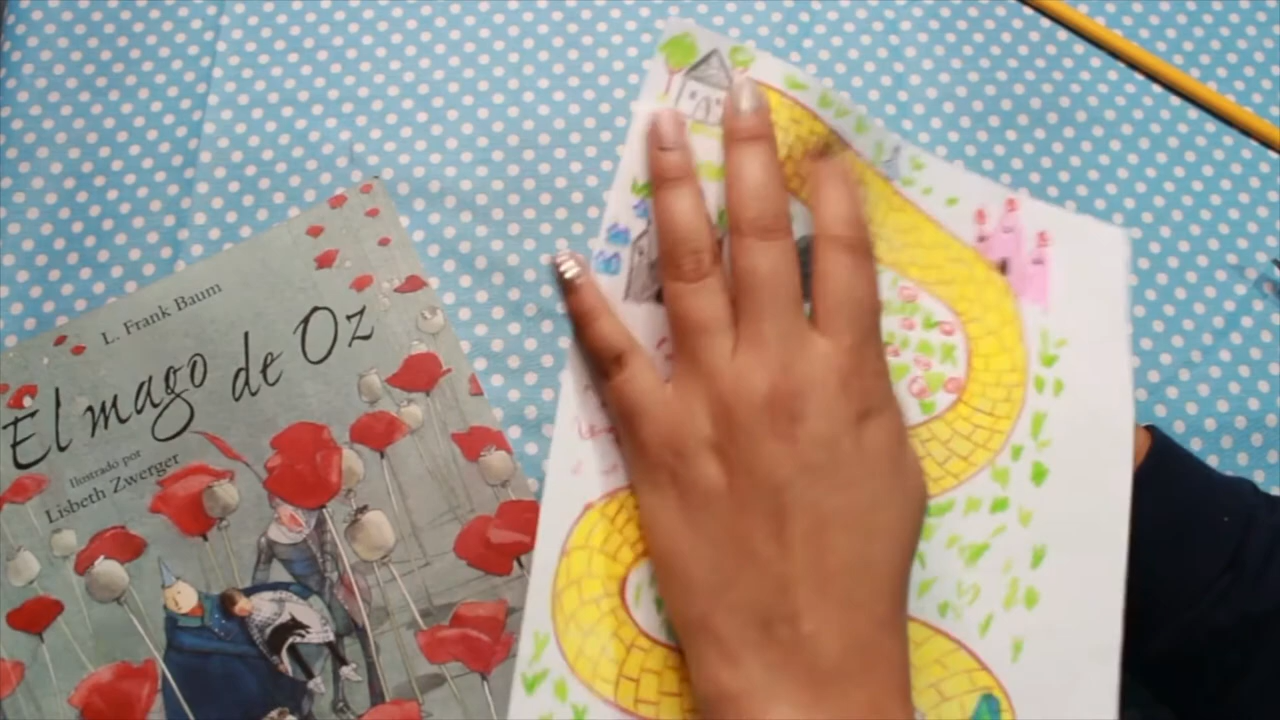 L. Frank Baum
El mago de Oz
Ilustrado por
Lisbeth Zwerger